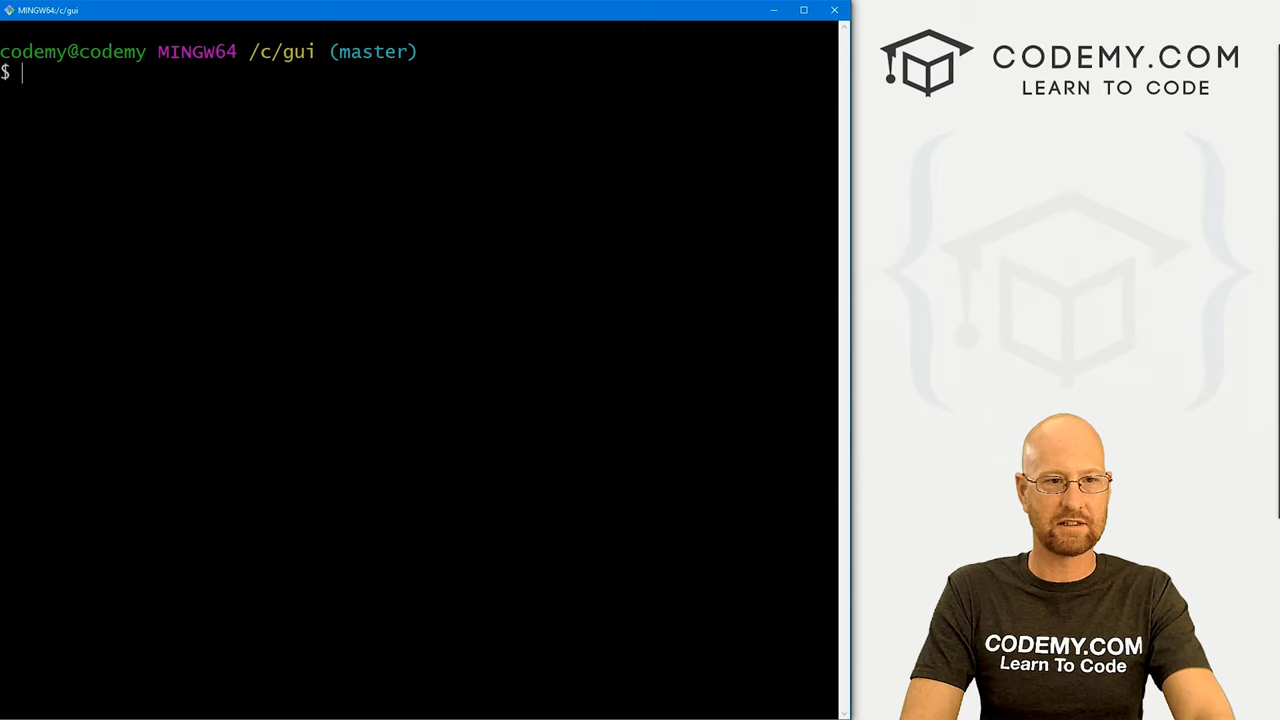 MINGW64:/c/gui
codemy@codemy MINGW64 /c/gui (master)
$
CODEMY.COM
LEARN TO CODE
CODEMY.COM
Learn To Code